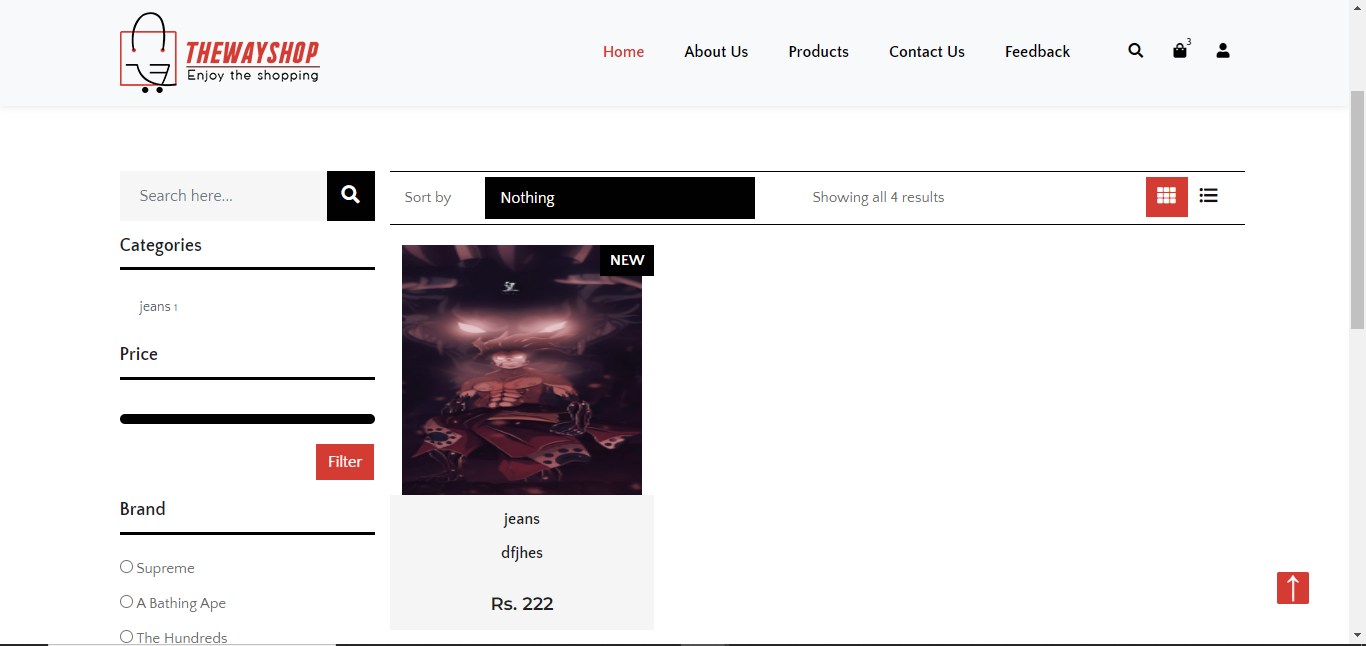 THEWAYSHOP
Enjoy the shopping
Home
About Us
Products
Contact Us
Feedback
3
Search here...
Sort by
Nothing
Showing all 4 results
Categories
jeans 1
Price
Filter
Brand
Supreme
A Bathing Ape
The Hundreds
NEW
jeans
dfjhes
Rs. 222